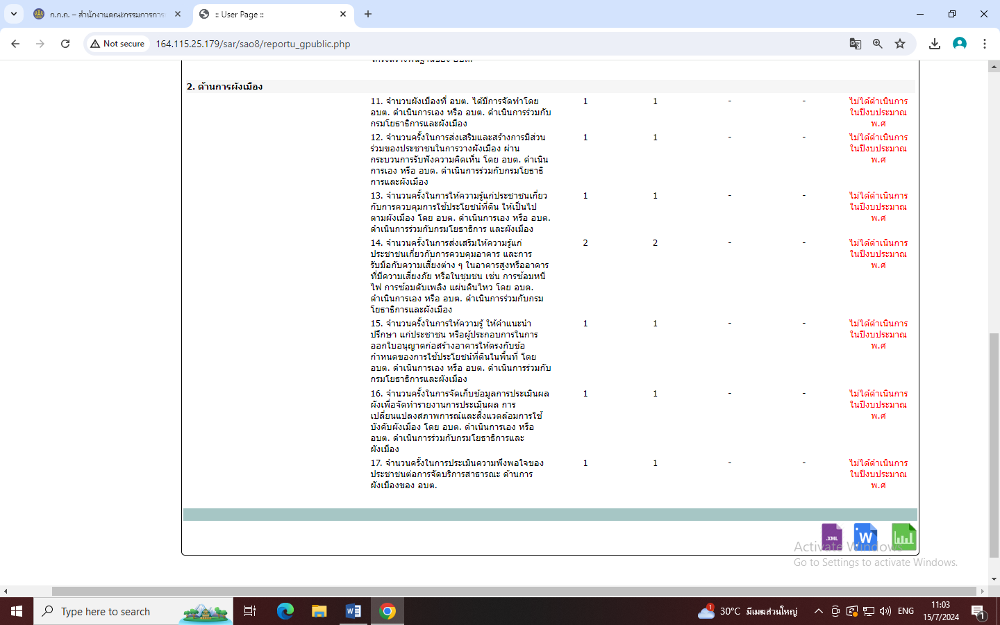 ก.ก.ถ. – สำนักงานคณะกรรมการการ
:: User Page ::
Not secure
164.115.25.179/sar/sao8/reportu_gpublic.php
2. ด้านการผังเมือง
11. จำนวนผังเมืองที่ อบต. ได้มีการจัดทำโดย
อบต. ดำเนินการเอง หรือ อบต. ดำเนินการร่วมกับ
กรมโยธาธิการและผังเมือง
1 1 - -
ไม่ได้ดำเนินการ
ในปีงบประมาณ
พ.ศ
12. จำนวนครั้งในการส่งเสริมและสร้างการมีส่วน
ร่วมของประชาชนในการวางผังเมือง ผ่าน
กระบวนการรับฟังความคิดเห็น โดย อบต. ดำเนิน
การเอง หรือ อบต. ดำเนินการร่วมกับกรมโยธาธิ
การและผังเมือง
1 1 - -
ไม่ได้ดำเนินการ
ในปีงบประมาณ
พ.ศ
13. จำนวนครั้งในการให้ความรู้แก่ประชาชนเกี่ยว
กับการควบคุมการใช้ประโยชน์ที่ดิน ให้เป็นไป
ตามผังเมือง โดย อบต. ดำเนินการเอง หรือ อบต.
ดำเนินการร่วมกับกรมโยธาธิการ และผังเมือง
1 1 - -
ไม่ได้ดำเนินการ
ในปีงบประมาณ
พ.ศ
14. จำนวนครั้งในการส่งเสริมให้ความรู้แก่
ประชาชนเกี่ยวกับการควบคุมอาคาร และการ
รับมือกับความเสี่ยงต่าง ๆ ในอาคารสูงหรืออาคาร
ที่มีความเสี่ยงภัย หรือในชุมชน เช่น การซ้อมหนี
ไฟ การซ้อมดับเพลิง แผ่นดินไหว โดย อบต.
ดำเนินการเอง หรือ อบต. ดำเนินการร่วมกับกรม
โยธาธิการและผังเมือง
2 2 - -
ไม่ได้ดำเนินการ
ในปีงบประมาณ
พ.ศ
15. จำนวนครั้งในการให้ความรู้ ให้คำแนะนำ
ปรึกษา แก่ประชาชน หรือผู้ประกอบการในการ
ออกใบอนุญาตก่อสร้างอาคารให้ตรงกับข้อ
กำหนดของการใช้ประโยชน์ที่ดินในพื้นที่ โดย
อบต. ดำเนินการเอง หรือ อบต. ดำเนินการร่วมกับ
กรมโยธาธิการและผังเมือง
1 1 - -
ไม่ได้ดำเนินการ
ในปีงบประมาณ
พ.ศ
16. จำนวนครั้งในการจัดเก็บข้อมูลการประเมินผล
ผังเพื่อจัดทำรายงานการประเมินผล การ
เปลี่ยนแปลงสภาพการณ์และสิ่งแวดล้อมการใช้
บังคับผังเมือง โดย อบต. ดำเนินการเอง หรือ
อบต. ดำเนินการร่วมกับกรมโยธาธิการและ
ผังเมือง
1 1 - -
ไม่ได้ดำเนินการ
ในปีงบประมาณ
พ.ศ
17. จำนวนครั้งในการประเมินความพึงพอใจของ
ประชาชนต่อการจัดบริการสาธารณะ ด้านการ
ผังเมืองของ อบต.
1 1 - -
ไม่ได้ดำเนินการ
ในปีงบประมาณ
พ.ศ
.XML
W
Activate Windows
Go to Settings to activate Windows.
Type here to search
1
30°C มีเมฆส่วนใหญ่
ENG
11:03
15/7/2024
1